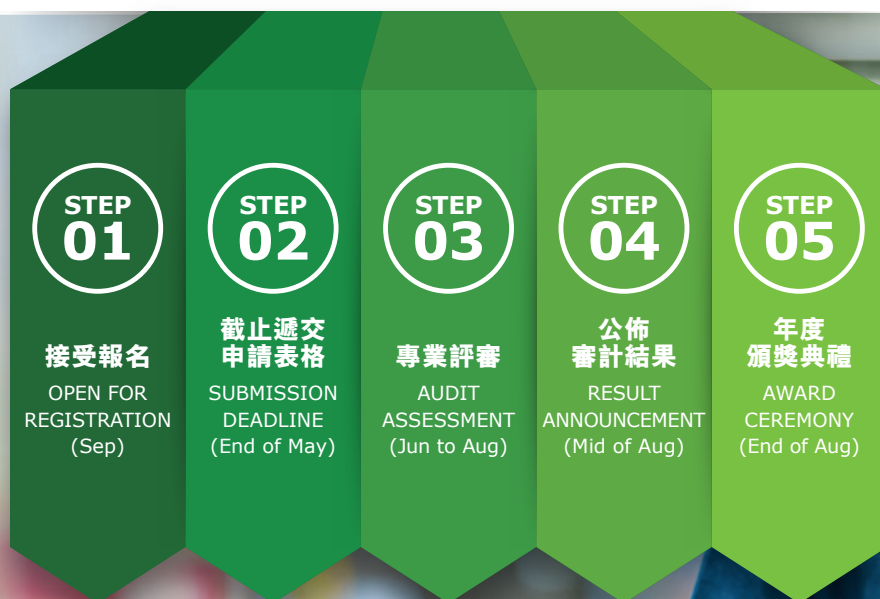 STEP
01
接受報名
OPEN FOR
REGISTRATION
(Sep)
STEP
02
截止遞交
申請表格
SUBMISSION
DEADLINE
(End of May)
STEP
03
專業評審
AUDIT
ASSESSMENT
(Jun to Aug)
STEP
04
公佈
審計結果
RESULT
ANNOUNCEMENT
(Mid of Aug)
STEP
05
年度
頒獎典禮
AWARD
CEREMONY
(End of Aug)